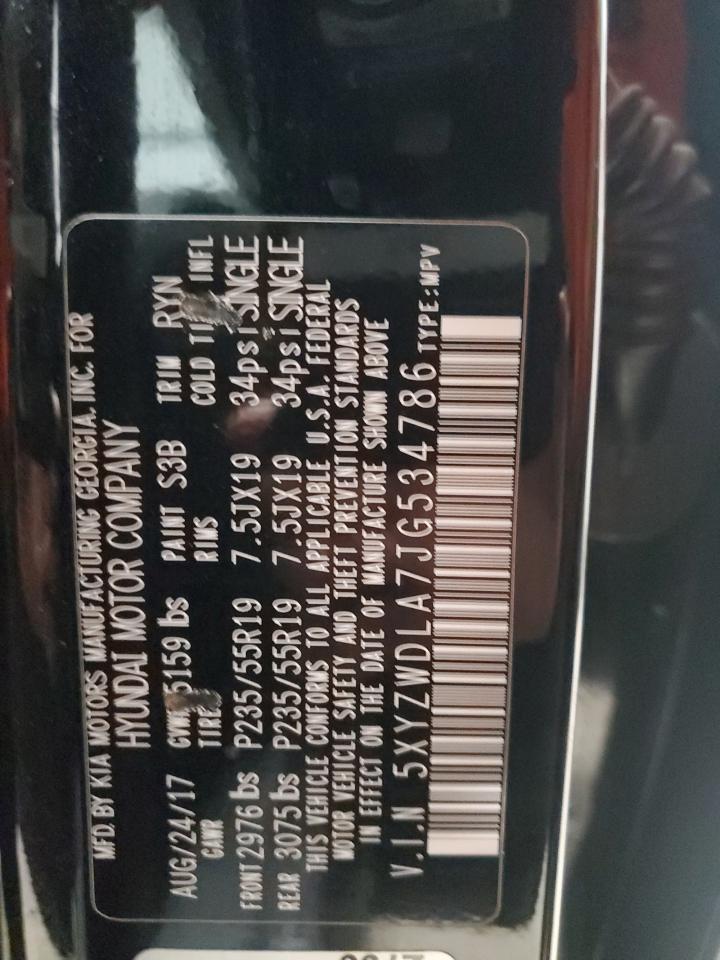 MFD. BY KIA MOTORS MANUFACTURING GEORGIA, INC. FOR
HYUNDAI MOTOR COMPANY
AUG/24/17 GVWR 5159 lbs PAINT S3B TRIM RYN
GAWR TIRE RIMS COLD INFL
FRONT 2976 lbs P235/55R19 7.5JX19 34psi SINGLE
REAR 3075 lbs P235/55R19 7.5JX19 34psi SINGLE
THIS VEHICLE CONFORMS TO ALL APPLICABLE U.S.A. FEDERAL
MOTOR VEHICLE SAFETY AND THEFT PREVENTION STANDARDS
IN EFFECT ON THE DATE OF MANUFACTURE SHOWN ABOVE
V.I.N 5XYZWDLA7JG534786 TYPE:MPV